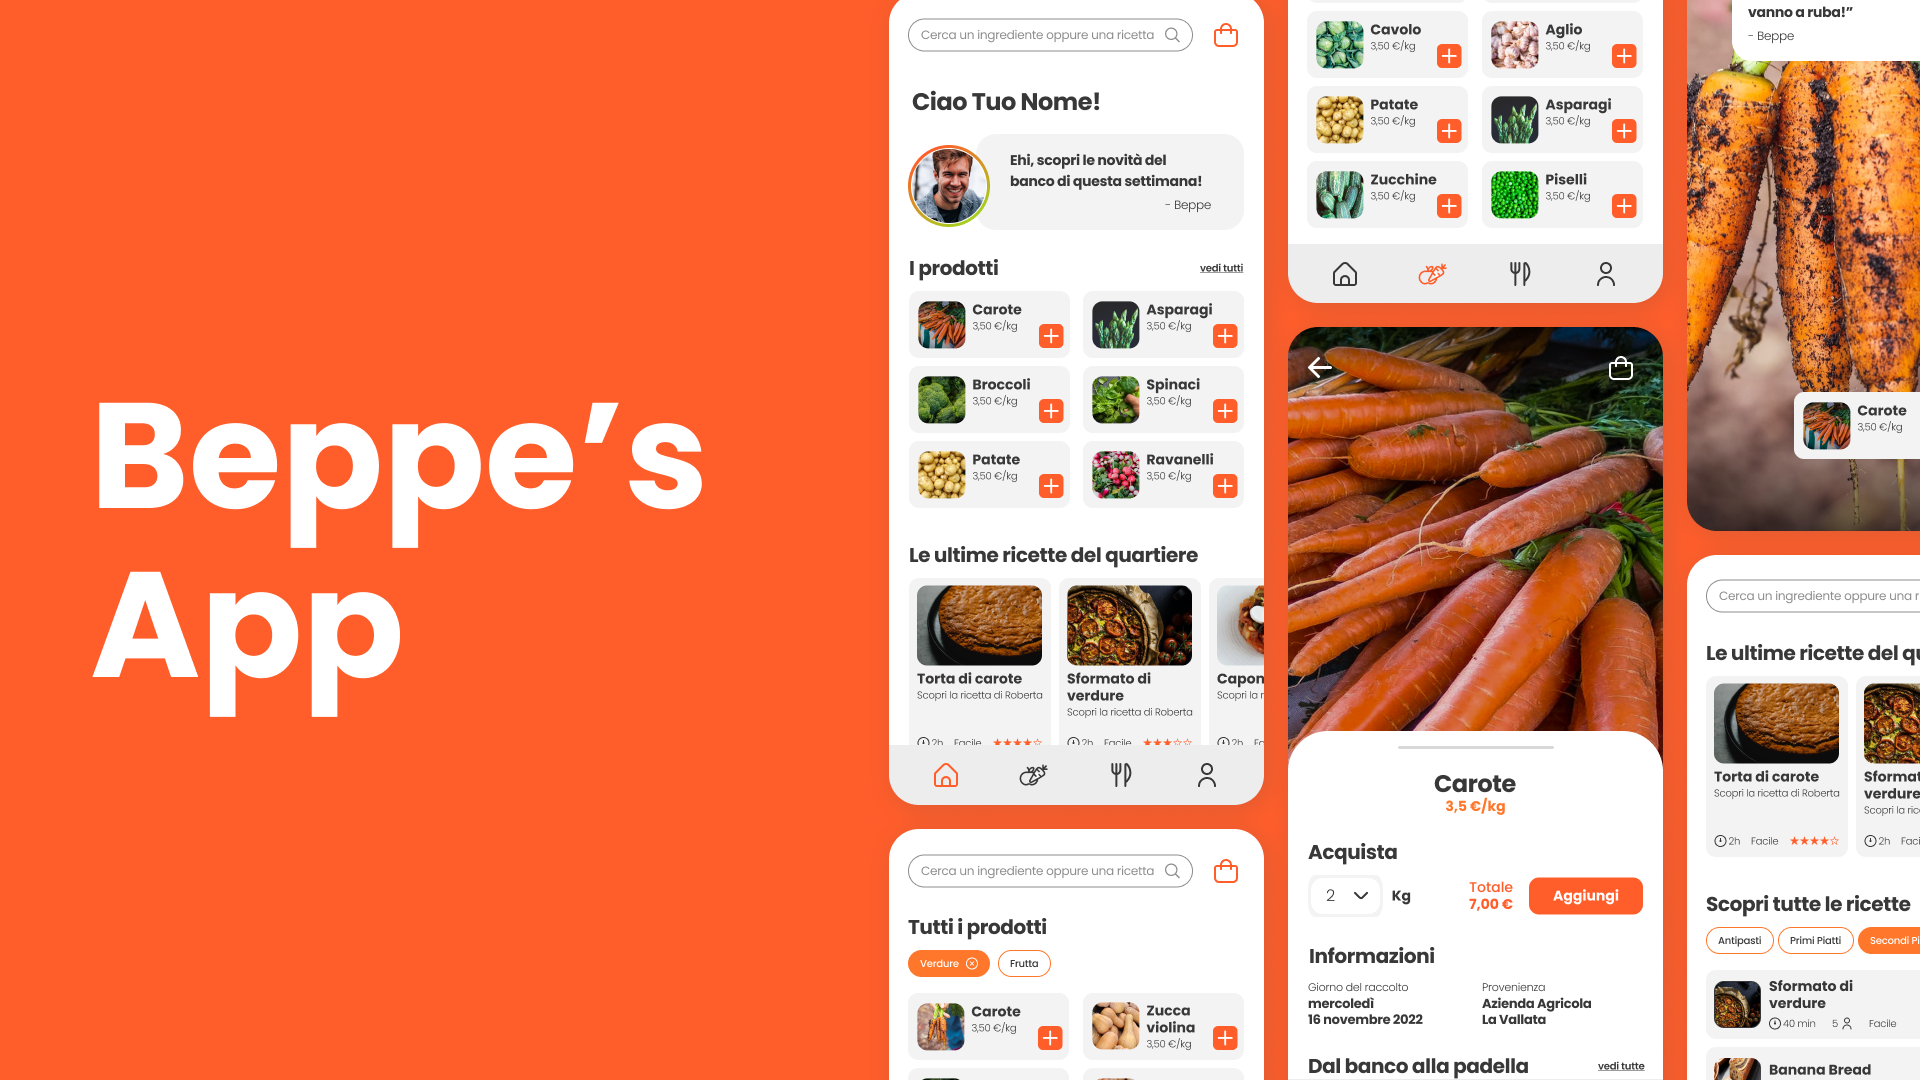 Beppe's
App
Cerca un ingrediente oppure una ricetta
Ciao Tuo Nome!
Ehi, scopri le novità del
banco di questa settimana!
- Beppe
I prodotti
vedi tutti
Carote
3,50 €/kg
Asparagi
3,50 €/kg
Broccoli
3,50 €/kg
Spinaci
3,50 €/kg
Patate
3,50 €/kg
Ravanelli
3,50 €/kg
Le ultime ricette del quartiere
Torta di carote
Scopri la ricetta di Roberta
2h Facile
Sformato di
verdure
Scopri la ricetta di Roberta
2h Facile
Capon
Scopri la r
2h Fa
Cerca un ingrediente oppure una ricetta
Tutti i prodotti
Verdure
Frutta
Carote
3,50 €/kg
Zucca
violina
3,50 €/kg
Cavolo
3,50 €/kg
Aglio
3,50 €/kg
Patate
3,50 €/kg
Asparagi
3,50 €/kg
Zucchine
3,50 €/kg
Piselli
3,50 €/kg
Carote
3,5 €/kg
Acquista
2
Kg
Totale
7,00 €
Aggiungi
Informazioni
Giorno del raccolto
mercoledì
16 novembre 2022
Provenienza
Azienda Agricola
La Vallata
Dal banco alla padella
vedi tutte
vanno a ruba!”
- Beppe
Carote
3,50 €/kg
Cerca un ingrediente oppure una r
Le ultime ricette del qu
Torta di carote
Scopri la ricetta di Roberta
2h Facile
Sformat
verdure
Scopri la rice
2h Faci
Scopri tutte le ricette
Antipasti
Primi Piatti
Secondi Pi
Sformato di
verdure
40 min 5 Facile
Banana Bread